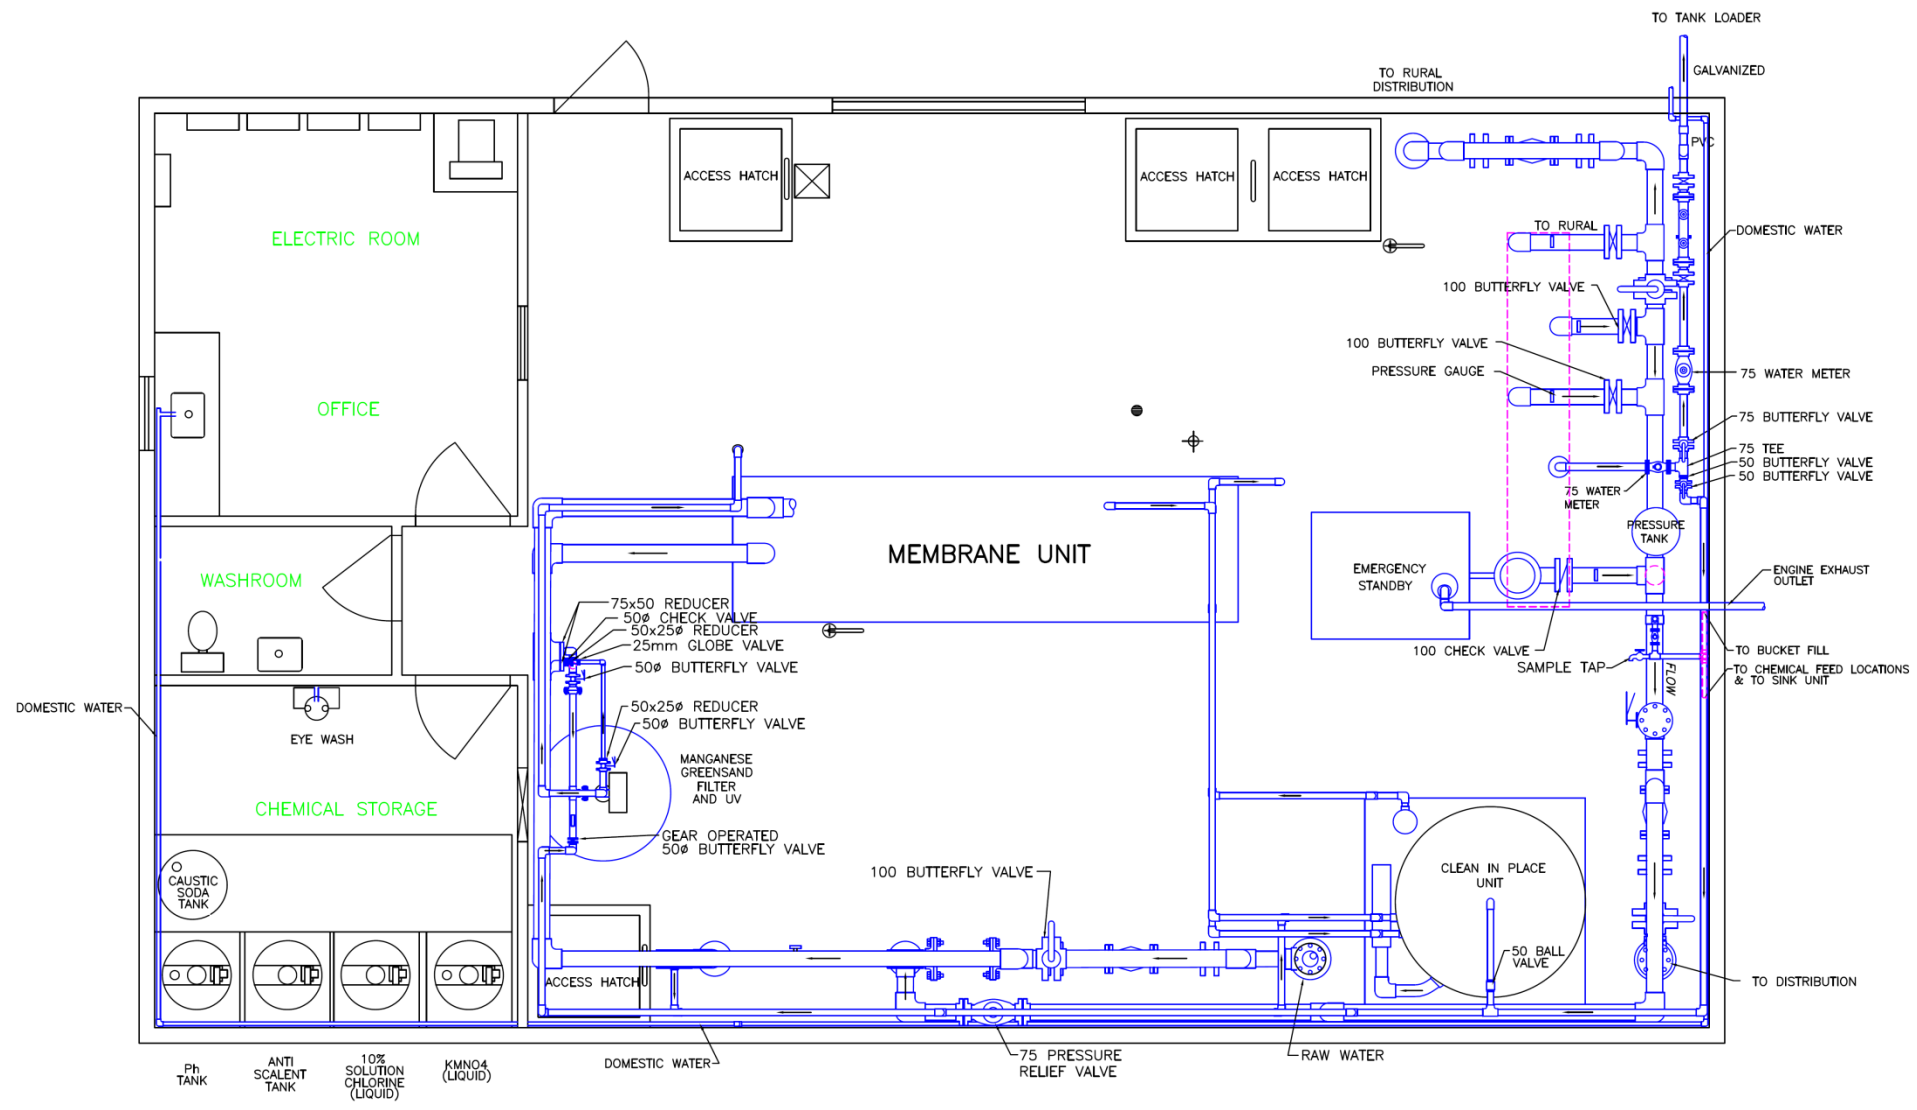 TO TANK LOADER
TO RURAL
DISTRIBUTION
GALVANIZED
PVC
ACCESS HATCH
ACCESS HATCH
ACCESS HATCH
ELECTRIC ROOM
TO RURAL
DOMESTIC WATER
100 BUTTERFLY VALVE
100 BUTTERFLY VALVE
PRESSURE GAUGE
75 WATER METER
OFFICE
75 BUTTERFLY VALVE
75 TEE
50 BUTTERFLY VALVE
50 BUTTERFLY VALVE
75 WATER
METER
PRESSURE
TANK
MEMBRANE UNIT
EMERGENCY
STANDBY
ENGINE EXHAUST
OUTLET
WASHROOM
75x50 REDUCER
50ø CHECK VALVE
50x25ø REDUCER
25mm GLOBE VALVE
50ø BUTTERFLY VALVE
100 CHECK VALVE
SAMPLE TAP
FLOW
TO BUCKET FILL
TO CHEMICAL FEED LOCATIONS
& TO SINK UNIT
DOMESTIC WATER
EYE WASH
50x25ø REDUCER
50ø BUTTERFLY VALVE
MANGANESE
GREENSAND
FILTER
AND UV
CHEMICAL STORAGE
GEAR OPERATED
50ø BUTTERFLY VALVE
100 BUTTERFLY VALVE
CLEAN IN PLACE
UNIT
CAUSTIC
SODA
TANK
50 BALL
VALVE
ACCESS HATCH
TO DISTRIBUTION
DOMESTIC WATER
75 PRESSURE
RELIEF VALVE
RAW WATER
Ph
TANK
ANTI
SCALENT
TANK
10%
SOLUTION
CHLORINE
(LIQUID)
KMNO4
(LIQUID)